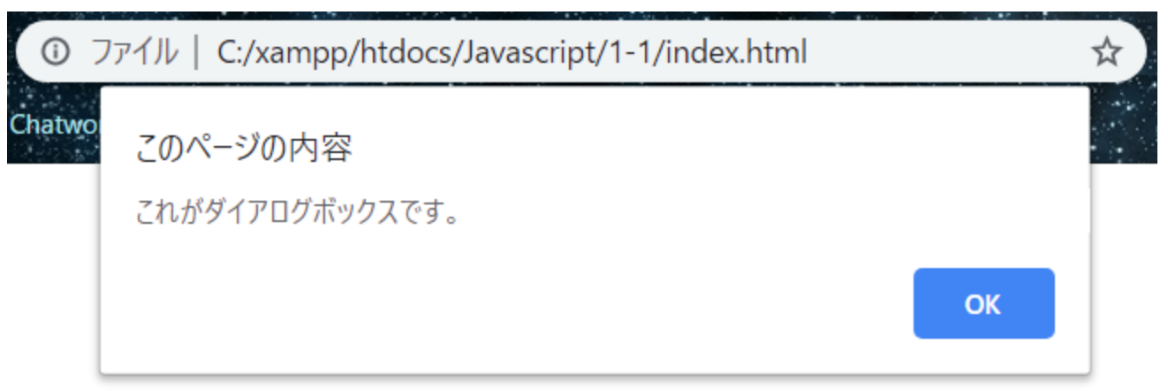 ファイル | C:/xampp/htdocs/Javascript/1-1/index.html
Chatwo
このページの内容
これがダイアログボックスです。
OK